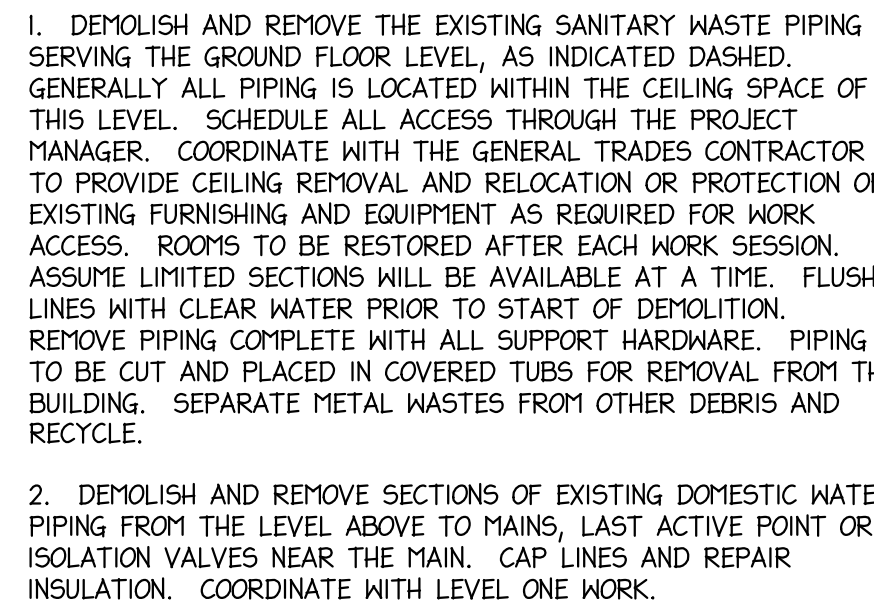 1.  DEMOLISH AND REMOVE THE EXISTING SANITARY WASTE PIPING
SERVING THE GROUND FLOOR LEVEL, AS INDICATED DASHED.
GENERALLY ALL PIPING IS LOCATED WITHIN THE CEILING SPACE OF
THIS LEVEL.  SCHEDULE ALL ACCESS THROUGH THE PROJECT
MANAGER.  COORDINATE WITH THE GENERAL TRADES CONTRACTOR
TO PROVIDE CEILING REMOVAL AND RELOCATION OR PROTECTION
EXISTING FURNISHING AND EQUIPMENT AS REQUIRED FOR WORK
ACCESS.  ROOMS TO BE RESTORED AFTER EACH WORK SESSION.
ASSUME LIMITED SECTIONS WILL BE AVAILABLE AT A TIME.  FLUSH
LINES WITH CLEAR WATER PRIOR TO START OF DEMOLITION.
REMOVE PIPING COMPLETE WITH ALL SUPPORT HARDWARE.  PIPING
TO BE CUT AND PLACED IN COVERED TUBS FOR REMOVAL FROM
BUILDING.  SEPARATE METAL WASTES FROM OTHER DEBRIS AND
RECYCLE.
2.  DEMOLISH AND REMOVE SECTIONS OF EXISTING DOMESTIC
PIPING FROM THE LEVEL ABOVE TO MAINS, LAST ACTIVE POINT OR
ISOLATION VALVES NEAR THE MAIN.  CAP LINES AND REPAIR
INSULATION.  COORDINATE WITH LEVEL ONE WORK.